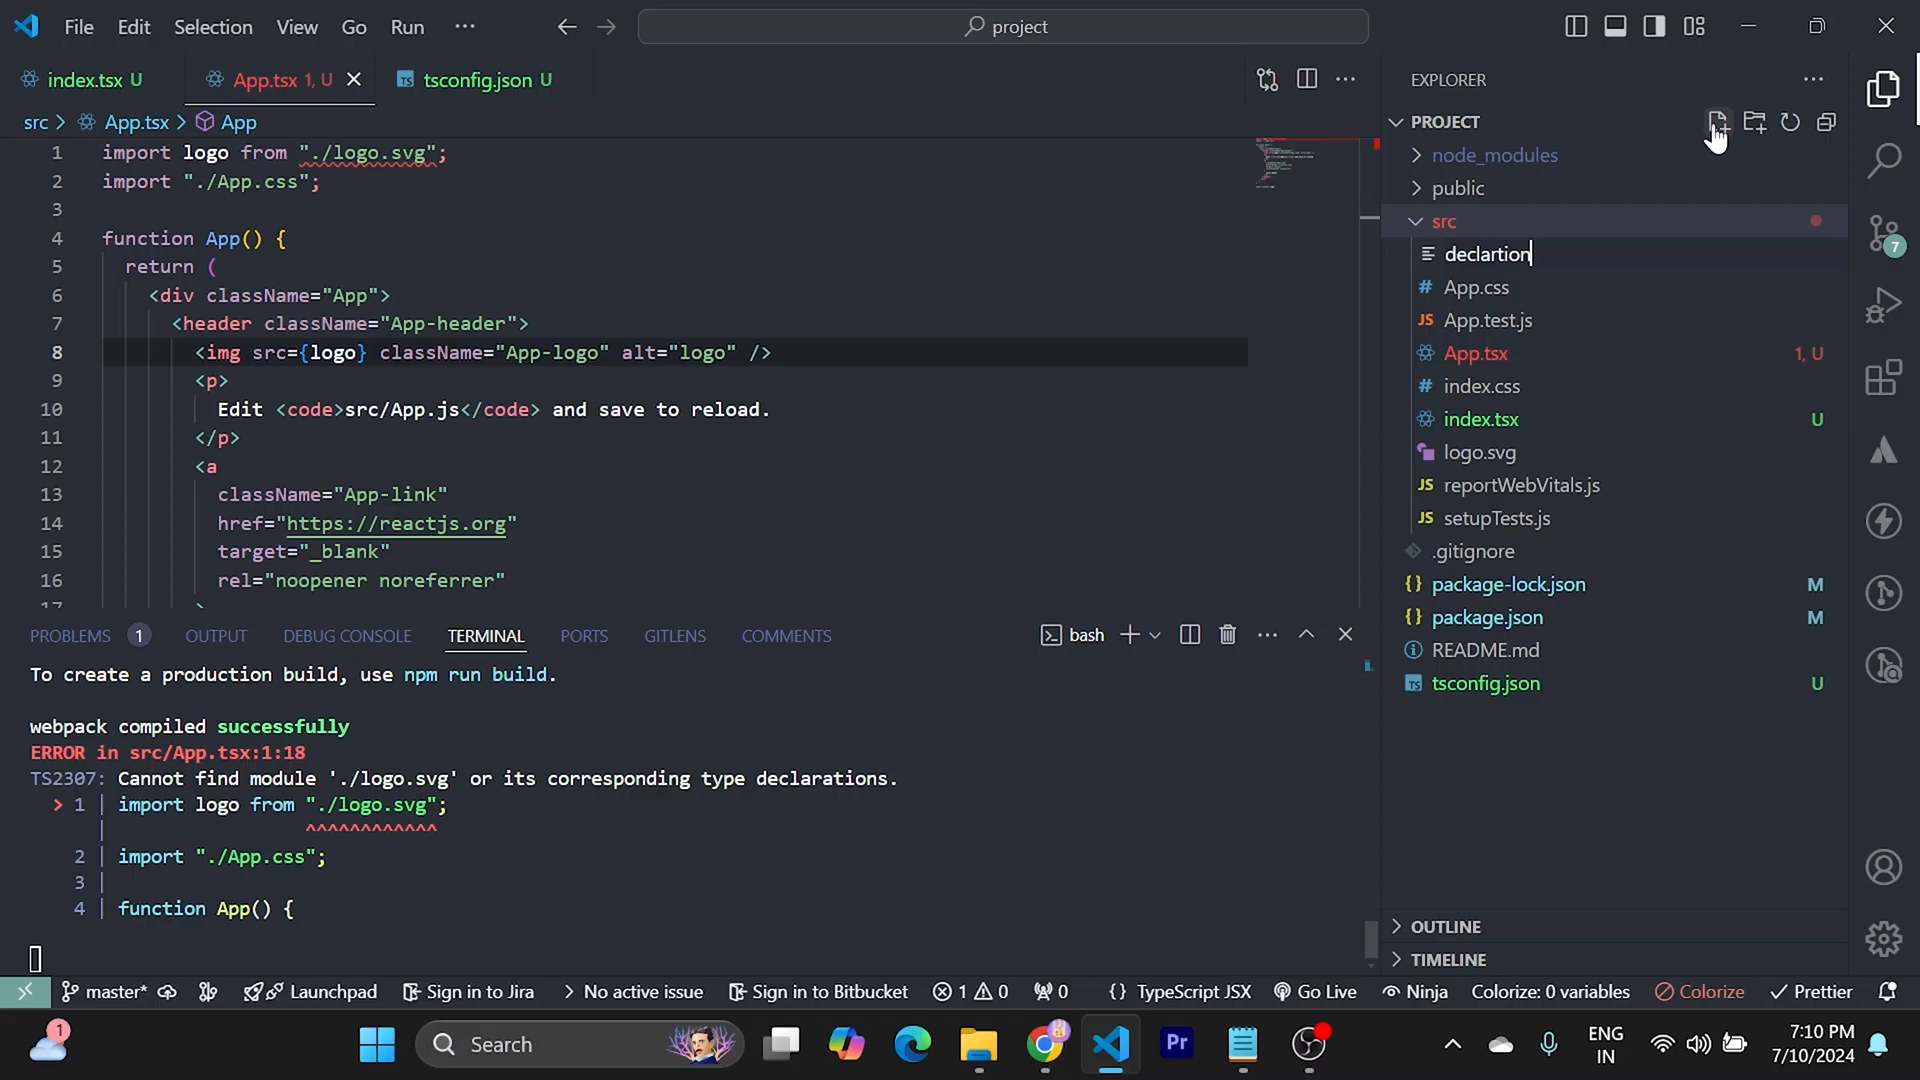 File Edit Selection View Go Run ··· project
index.tsx U App.tsx 1, U tsconfig.json U
src > App.tsx > App
1 import logo from "./logo.svg";
2 import "./App.css";
3
4 function App() {
5 return (
6 <div className="App">
7 <header className="App-header">
8 <img src={logo} className="App-logo" alt="logo" />
9 <p>
10 Edit <code>src/App.js</code> and save to reload.
11 </p>
12 <a
13 className="App-link"
14 href="https://reactjs.org"
15 target="_blank"
16 rel="noopener noreferrer"
17 >
PROBLEMS 1 OUTPUT DEBUG CONSOLE TERMINAL PORTS GITLENS COMMENTS bash
To create a production build, use npm run build.
webpack compiled successfully
ERROR in src/App.tsx:1:18
TS2307: Cannot find module './logo.svg' or its corresponding type declarations.
> 1 | import logo from "./logo.svg";
| ^^^^^^^^^^^^
2 | import "./App.css";
3 |
4 | function App() {
EXPLORER
PROJECT
node_modules
public
src
declartion
# App.css
JS App.test.js
App.tsx 1, U
# index.css
index.tsx U
logo.svg
JS reportWebVitals.js
JS setupTests.js
.gitignore
{} package-lock.json M
{} package.json M
README.md
TS tsconfig.json U
OUTLINE
TIMELINE
7
master* Launchpad Sign in to Jira > No active issue Sign in to Bitbucket 1 0 0 {} TypeScript JSX Go Live Ninja Colorize: 0 variables Colorize Prettier
1 Search Pr ENG IN 7:10 PM
7/10/2024